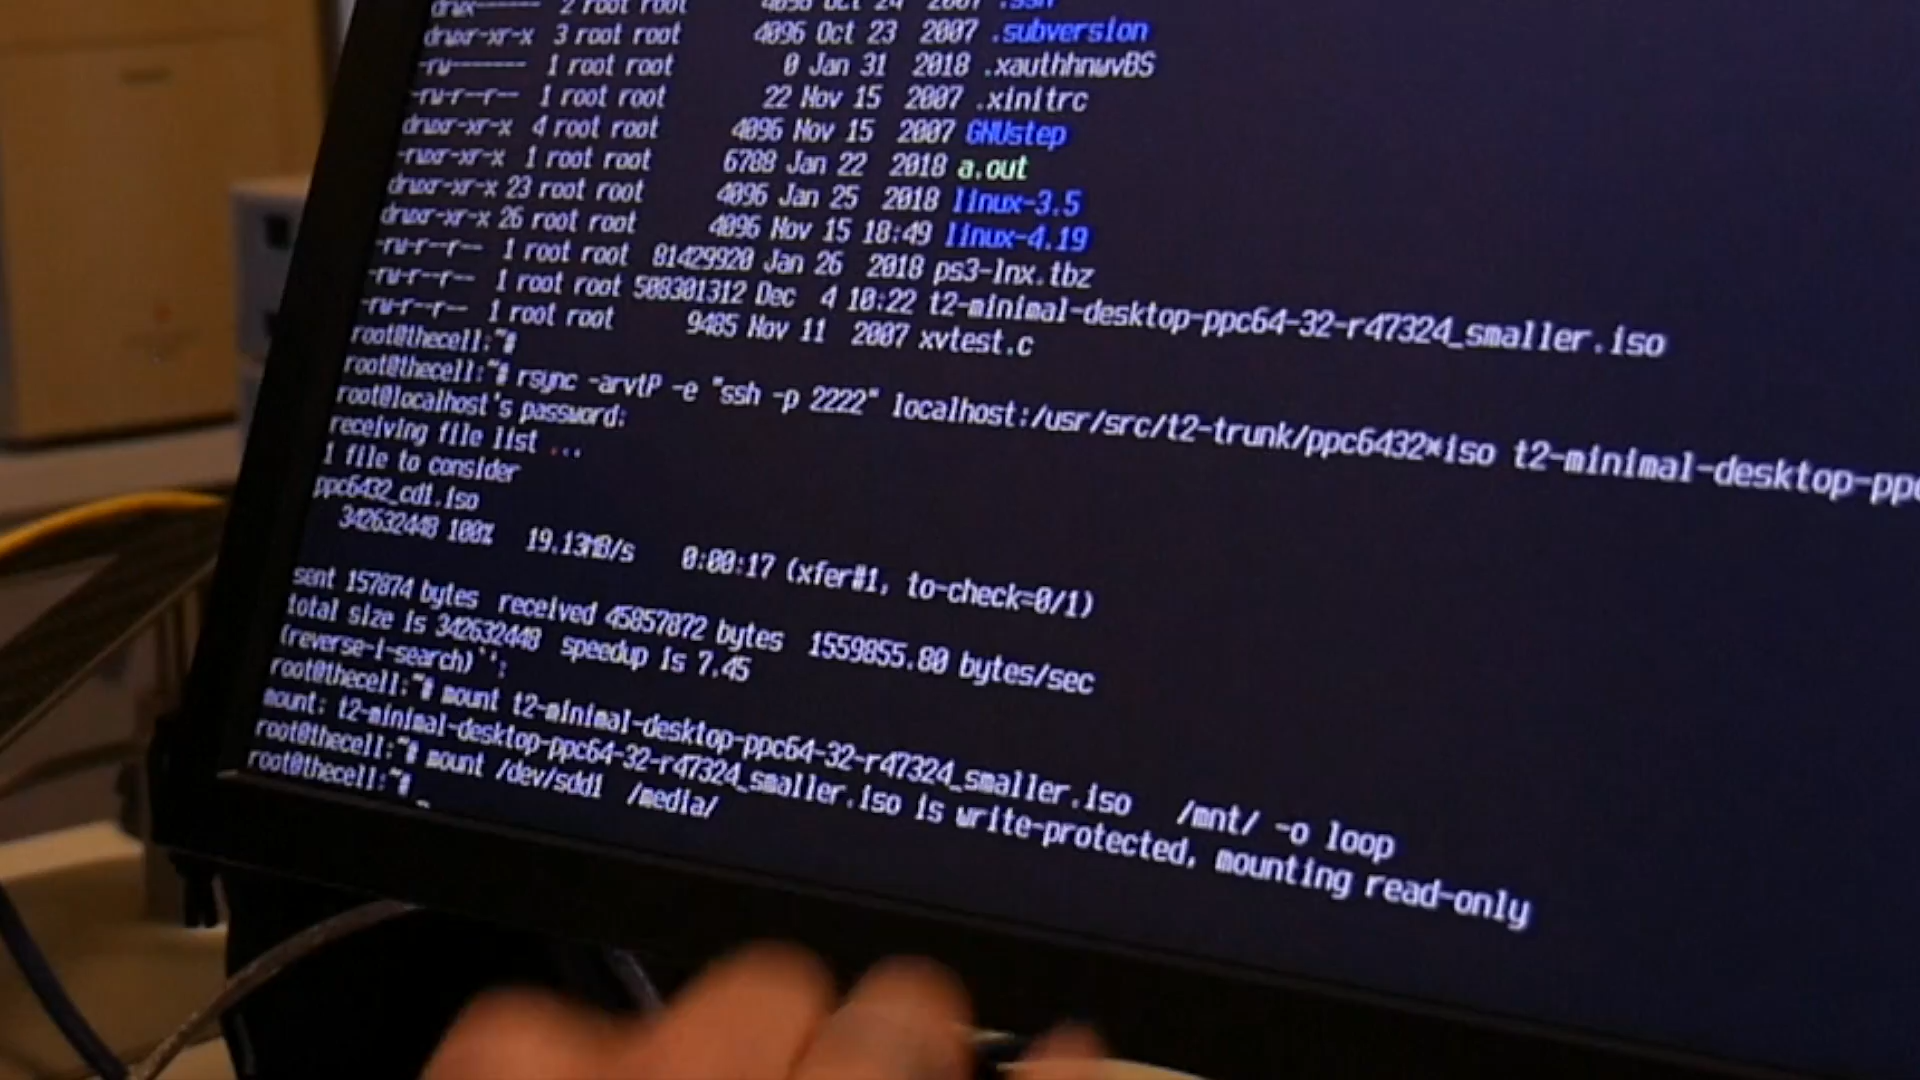 drwx------ 2 root root 4096 Oct 24 2007 .ssh
drwxr-xr-x 3 root root 4096 Oct 23 2007 .subversion
-rw------- 1 root root 0 Jan 31 2018 .xauthhnwvBS
-rw-r--r-- 1 root root 22 Nov 15 2007 .xinitrc
drwxr-xr-x 4 root root 4096 Nov 15 2007 GNUstep
-rwxr-xr-x 1 root root 6788 Jan 22 2018 a.out
drwxr-xr-x 23 root root 4096 Jan 25 2018 linux-3.5
drwxr-xr-x 26 root root 4096 Nov 15 18:49 linux-4.19
-rw-r--r-- 1 root root 81429920 Jan 26 2018 ps3-lnx.tbz
-rw-r--r-- 1 root root 508301312 Dec 4 10:22 t2-minimal-desktop-ppc64-32-r47324_smaller.iso
-rw-r--r-- 1 root root 9485 Nov 11 2007 xvtest.c
root@thecell:~#
root@thecell:~# rsync -arvtP -e "ssh -p 2222" localhost:/usr/src/t2-trunk/ppc6432*iso t2-minimal-desktop-ppc
root@localhost's password:
receiving file list ...
1 file to consider
ppc6432_cd1.iso
342632448 100% 19.13MB/s 0:00:17 (xfer#1, to-check=0/1)
sent 157874 bytes received 45857872 bytes 1559855.80 bytes/sec
total size is 342632448 speedup is 7.45
(reverse-i-search)`':
root@thecell:~# mount t2-minimal-desktop-ppc64-32-r47324_smaller.iso /mnt/ -o loop
mount: t2-minimal-desktop-ppc64-32-r47324_smaller.iso is write-protected, mounting read-only
root@thecell:~# mount /dev/sdd1 /media/
root@thecell:~#